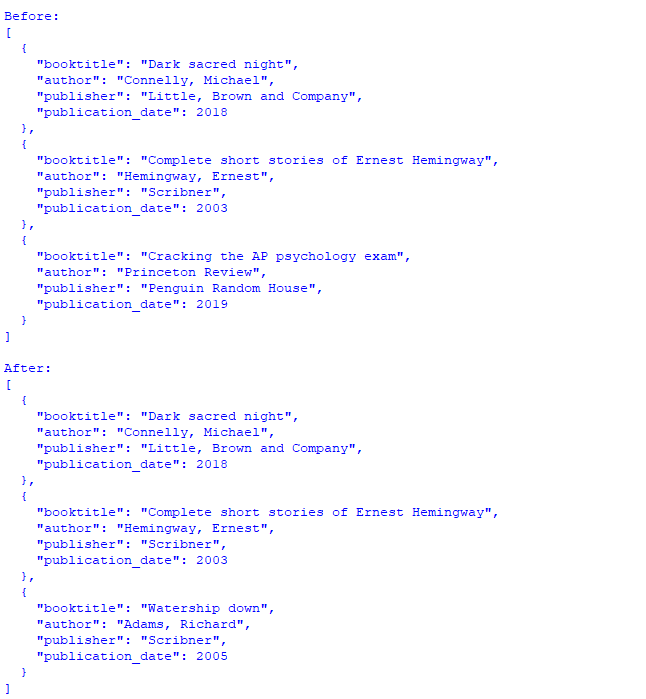 Before:
[
  {
    "booktitle": "Dark sacred night",
    "author": "Connelly, Michael",
    "publisher": "Little, Brown and Company",
    "publication_date": 2018
  },
  {
    "booktitle": "Complete short stories of Ernest Hemingway",
    "author": "Hemingway, Ernest",
    "publisher": "Scribner",
    "publication_date": 2003
  },
  {
    "booktitle": "Cracking the AP psychology exam",
    "author": "Princeton Review",
    "publisher": "Penguin Random House",
    "publication_date": 2019
  }
]

After:
[
  {
    "booktitle": "Dark sacred night",
    "author": "Connelly, Michael",
    "publisher": "Little, Brown and Company",
    "publication_date": 2018
  },
  {
    "booktitle": "Complete short stories of Ernest Hemingway",
    "author": "Hemingway, Ernest",
    "publisher": "Scribner",
    "publication_date": 2003
  },
  {
    "booktitle": "Watership down",
    "author": "Adams, Richard",
    "publisher": "Scribner",
    "publication_date": 2005
  }
]